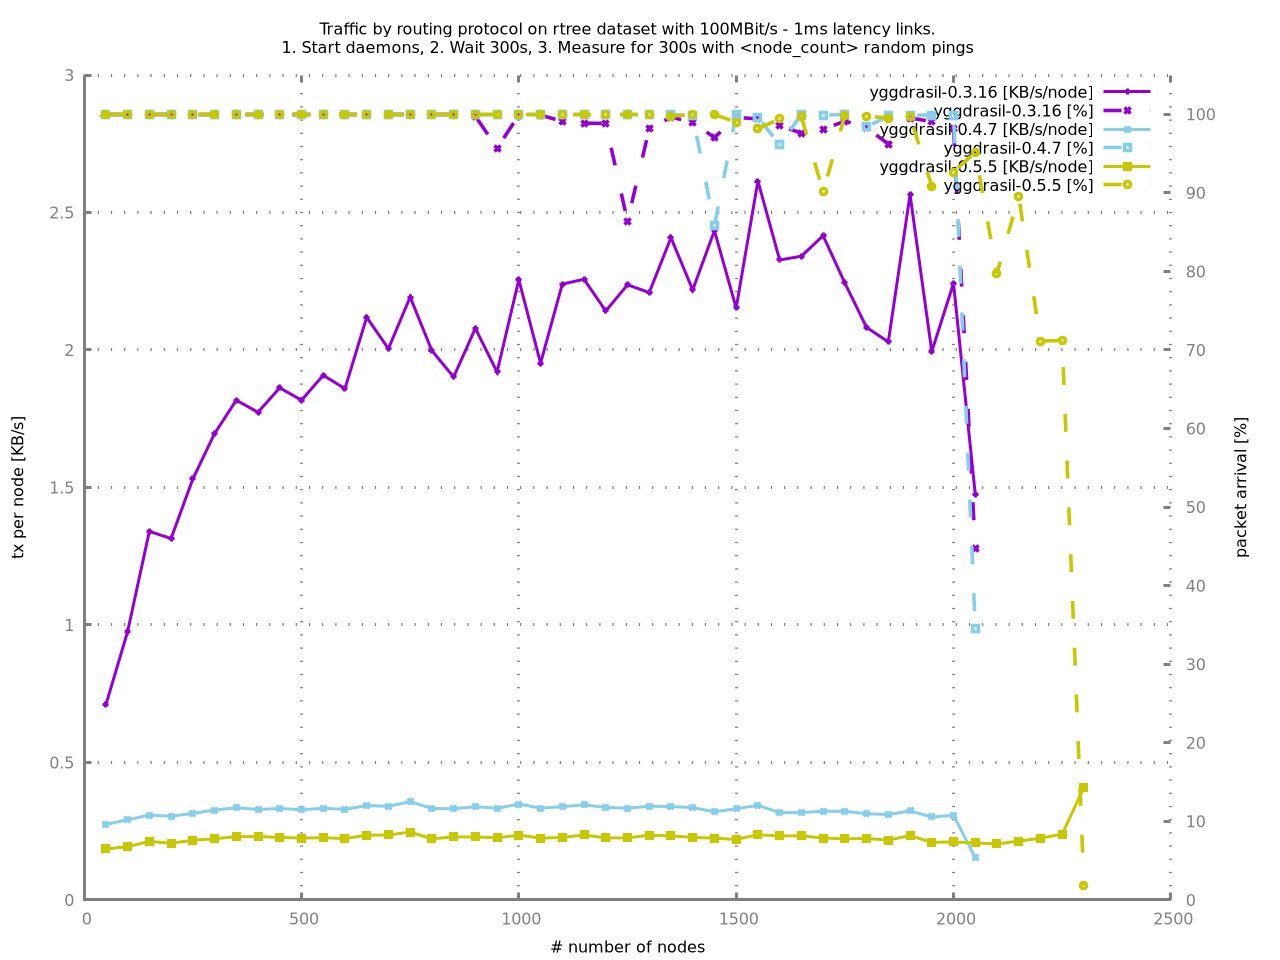 Traffic by routing protocol on rtree dataset with 100MBit/s - 1ms latency links.
1. Start daemons, 2. Wait 300s, 3. Measure for 300s with <node_count> random pings
yggdrasil-0.3.16 [KB/s/node]
yggdrasil-0.3.16 [%]
yggdrasil-0.4.7 [KB/s/node]
yggdrasil-0.4.7 [%]
yggdrasil-0.5.5 [KB/s/node]
yggdrasil-0.5.5 [%]
tx per node [KB/s]
3
2.5
2
1.5
1
0.5
0
100
90
80
70
60
50
40
30
20
10
0
packet arrival [%]
0 500 1000 1500 2000 2500
# number of nodes